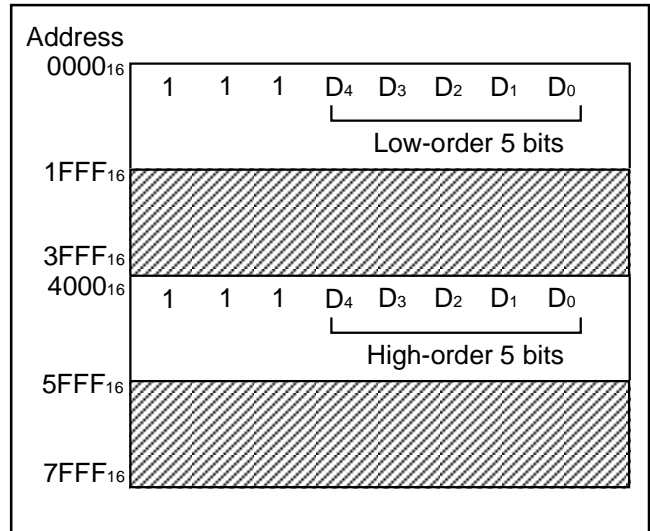 Address
0000₁₆
1 1 1 D₄ D₃ D₂ D₁ D₀
Low-order 5 bits
1FFF₁₆
3FFF₁₆
4000₁₆
1 1 1 D₄ D₃ D₂ D₁ D₀
High-order 5 bits
5FFF₁₆
7FFF₁₆